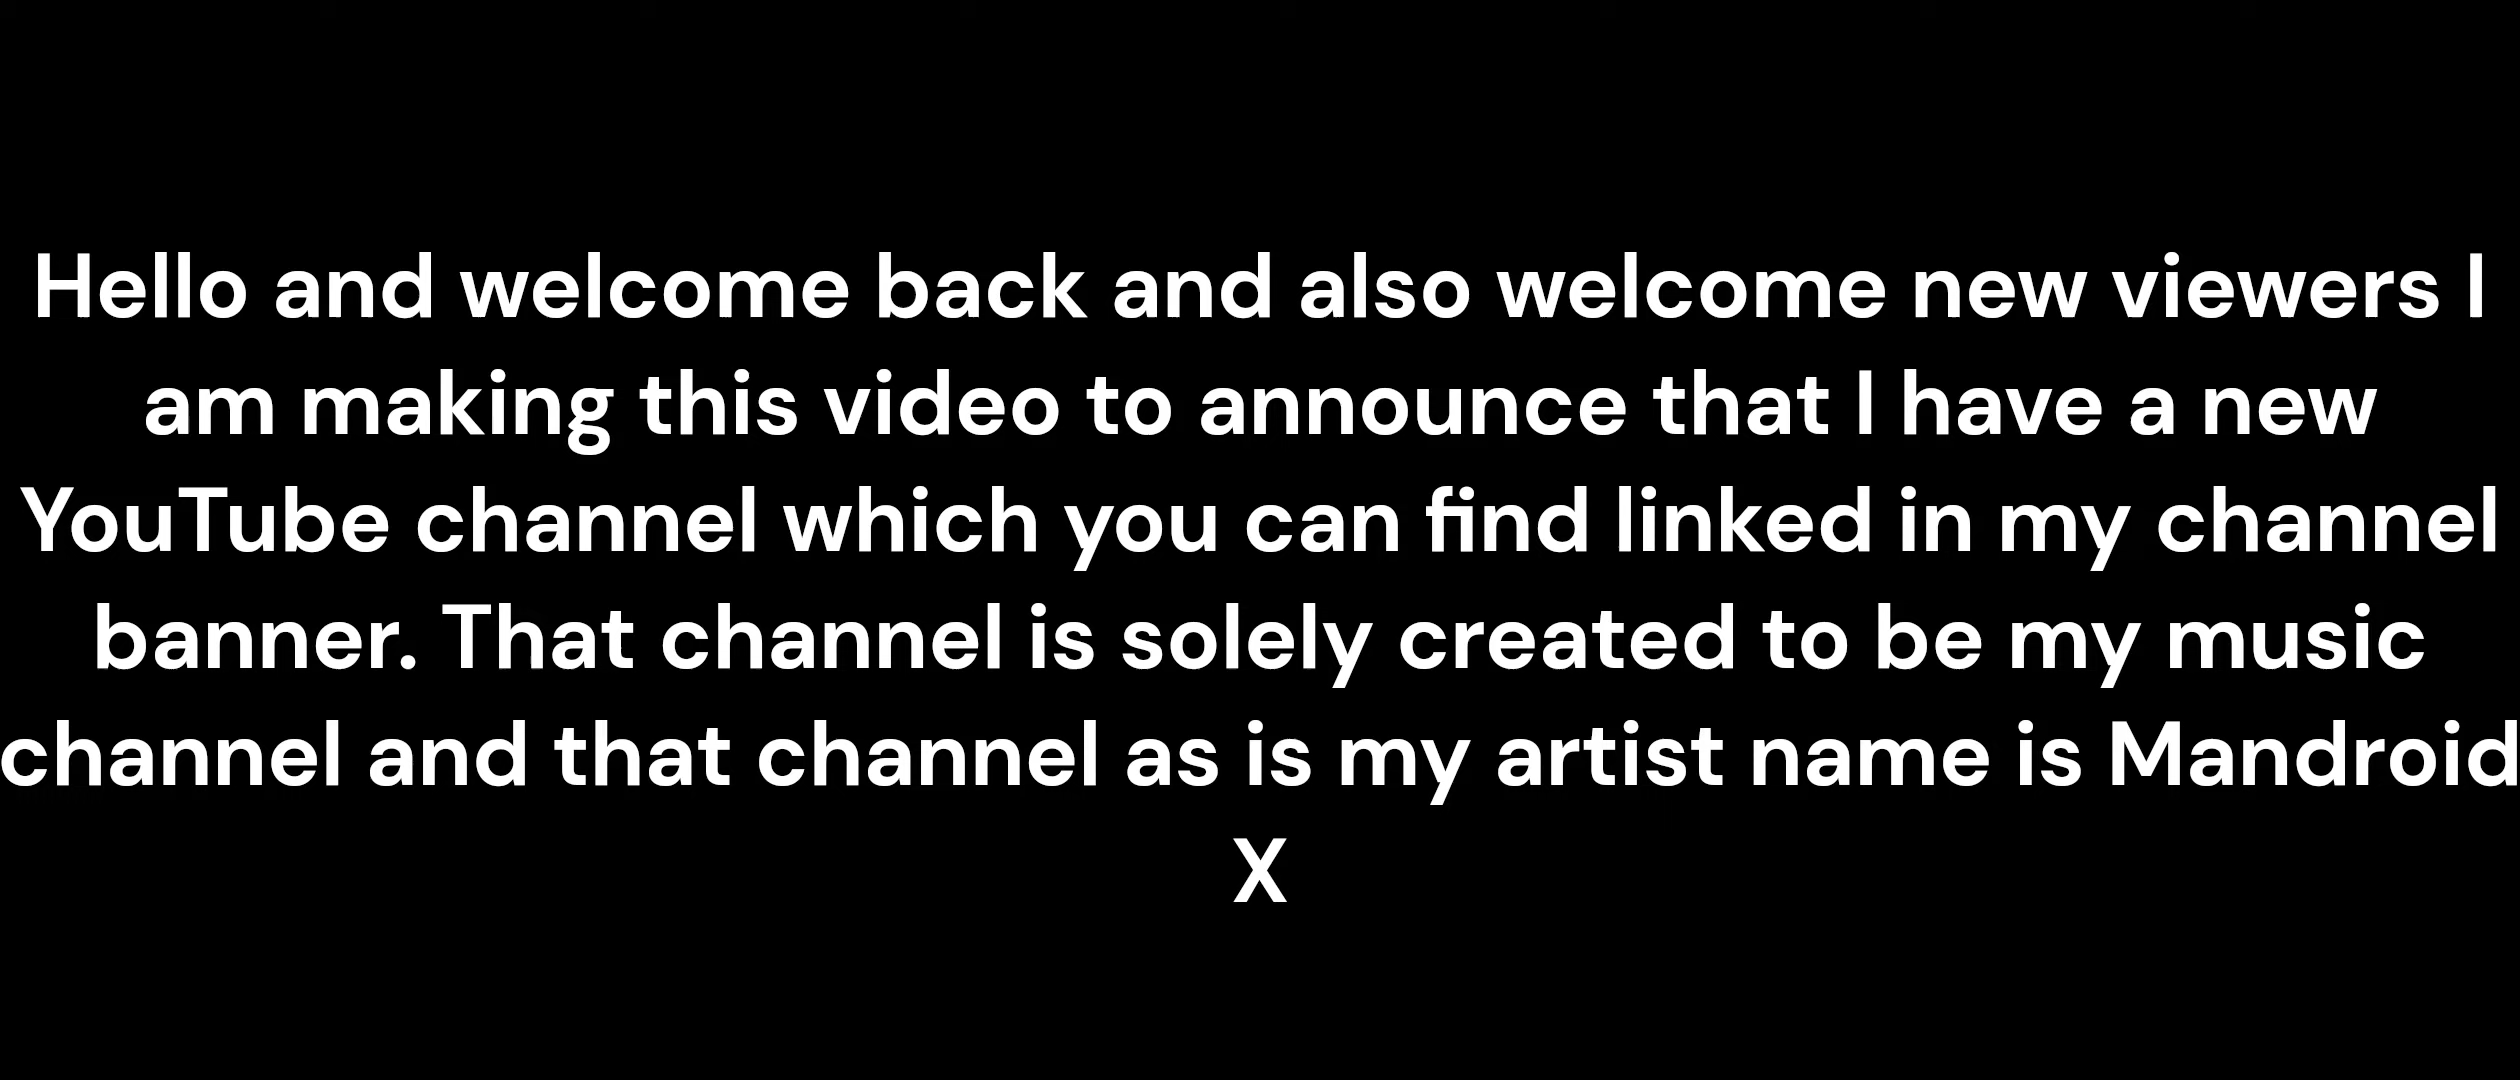 Hello and welcome back and also welcome new viewers I
am making this video to announce that I have a new
YouTube channel which you can find linked in my channel
banner. That channel is solely created to be my music
channel and that channel as is my artist name is Mandroid
X